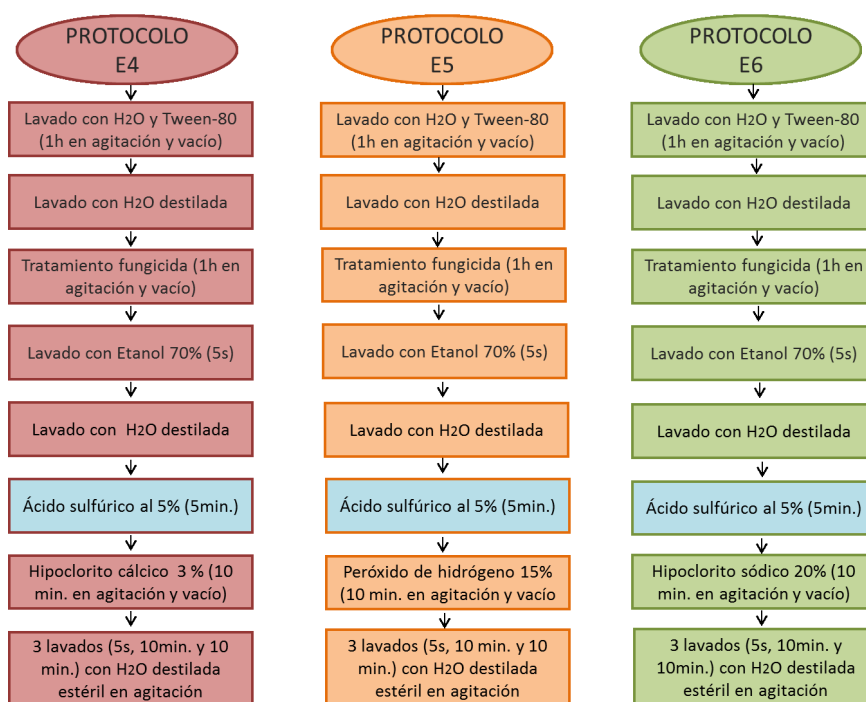 PROTOCOLO
E4
Lavado con H2O y Tween-80
(1h en agitación y vacío)
Lavado con H2O destilada
Tratamiento fungicida (1h en
agitación y vacío)
Lavado con Etanol 70% (5s)
Lavado con H2O destilada
Ácido sulfúrico al 5% (5min.)
Hipoclorito cálcico 3 % (10
min. en agitación y vacío)
3 lavados (5s, 10min. y 10
min.) con H2O destilada
estéril en agitación
PROTOCOLO
E5
Lavado con H2O y Tween-80
(1h en agitación y vacío)
Lavado con H2O destilada
Tratamiento fungicida (1h en
agitación y vacío)
Lavado con Etanol 70% (5s)
Lavado con H2O destilada
Ácido sulfúrico al 5% (5min.)
Peróxido de hidrógeno 15%
(10 min. en agitación y vacío
3 lavados (5s, 10 min. y 10
min.) con H2O destilada
estéril en agitación
PROTOCOLO
E6
Lavado con H2O y Tween-80
(1h en agitación y vacío)
Lavado con H2O destilada
Tratamiento fungicida (1h en
agitación y vacío)
Lavado con Etanol 70% (5s)
Lavado con H2O destilada
Ácido sulfúrico al 5% (5min.)
Hipoclorito sódico 20% (10
min. en agitación y vacío)
3 lavados (5s, 10min. y
10min.) con H2O destilada
estéril en agitación